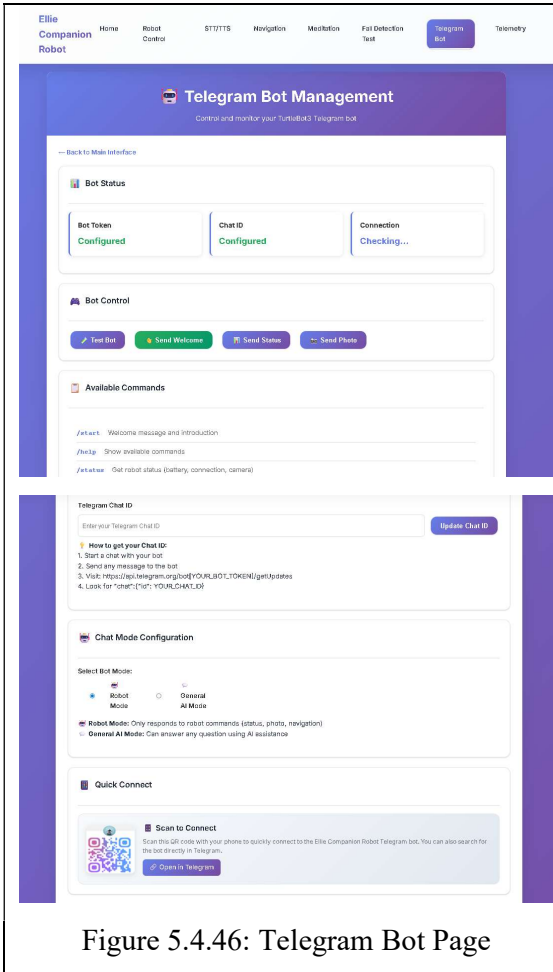 Ellie
Companion
Robot
Home
Robot
Control
STT/TTS
Navigation
Meditation
Fall Detection
Test
Telegram
Bot
Telemetry
Telegram Bot Management
Control and monitor your TurtleBot3 Telegram bot
← Back to Main Interface
Bot Status
Bot Token
Configured
Chat ID
Configured
Connection
Checking...
Bot Control
Test Bot
Send Welcome
Send Status
Send Photo
Available Commands
/start Welcome message and introduction
/help Show available commands
/status Get robot status (battery, connection, camera)
Telegram Chat ID
Enter your Telegram Chat ID
Update Chat ID
How to get your Chat ID:
1. Start a chat with your bot
2. Send any message to the bot
3. Visit: https://api.telegram.org/bot[YOUR_BOT_TOKEN]/getUpdates
4. Look for "chat":{"id": YOUR_CHAT_ID}
Chat Mode Configuration
Select Bot Mode:
Robot
Mode
General
AI Mode
Robot Mode: Only responds to robot commands (status, photo, navigation)
General AI Mode: Can answer any question using AI assistance
Quick Connect
Scan to Connect
Scan this QR code with your phone to quickly connect to the Ellie Companion Robot Telegram bot. You can also search for
the bot directly in Telegram.
Open in Telegram
Figure 5.4.46: Telegram Bot Page